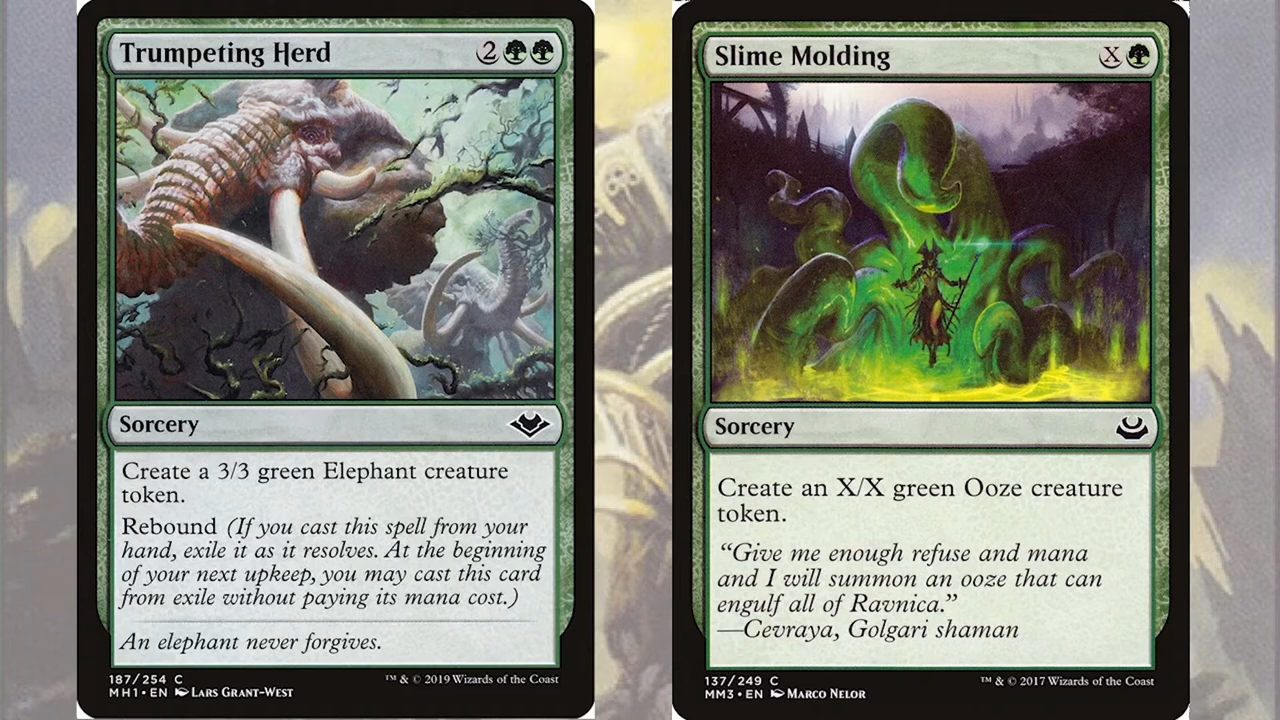 Trumpeting Herd 2
Sorcery
Create a 3/3 green Elephant creature
token.
Rebound (If you cast this spell from your
hand, exile it as it resolves. At the beginning
of your next upkeep, you may cast this card
from exile without paying its mana cost.)
An elephant never forgives.
187/254 C
MH1 • EN Lars Grant-West
™ & © 2019 Wizards of the Coast
Slime Molding X
Sorcery
Create an X/X green Ooze creature
token.
“Give me enough refuse and mana
and I will summon an ooze that can
engulf all of Ravnica.”
—Cevraya, Golgari shaman
137/249 C
MM3 • EN Marco Nelor
™ & © 2017 Wizards of the Coast